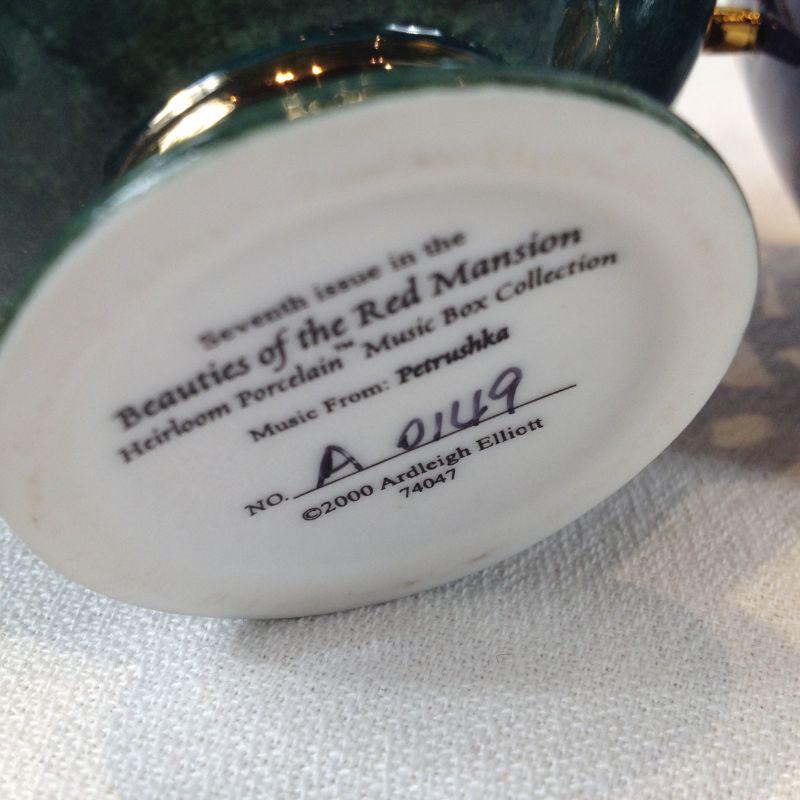 Seventh issue in the
Beauties of the Red Mansion
Heirloom Porcelain™ Music Box Collection
Music From: Petrushka
NO. A 0149
©2000 Ardleigh Elliott
74047